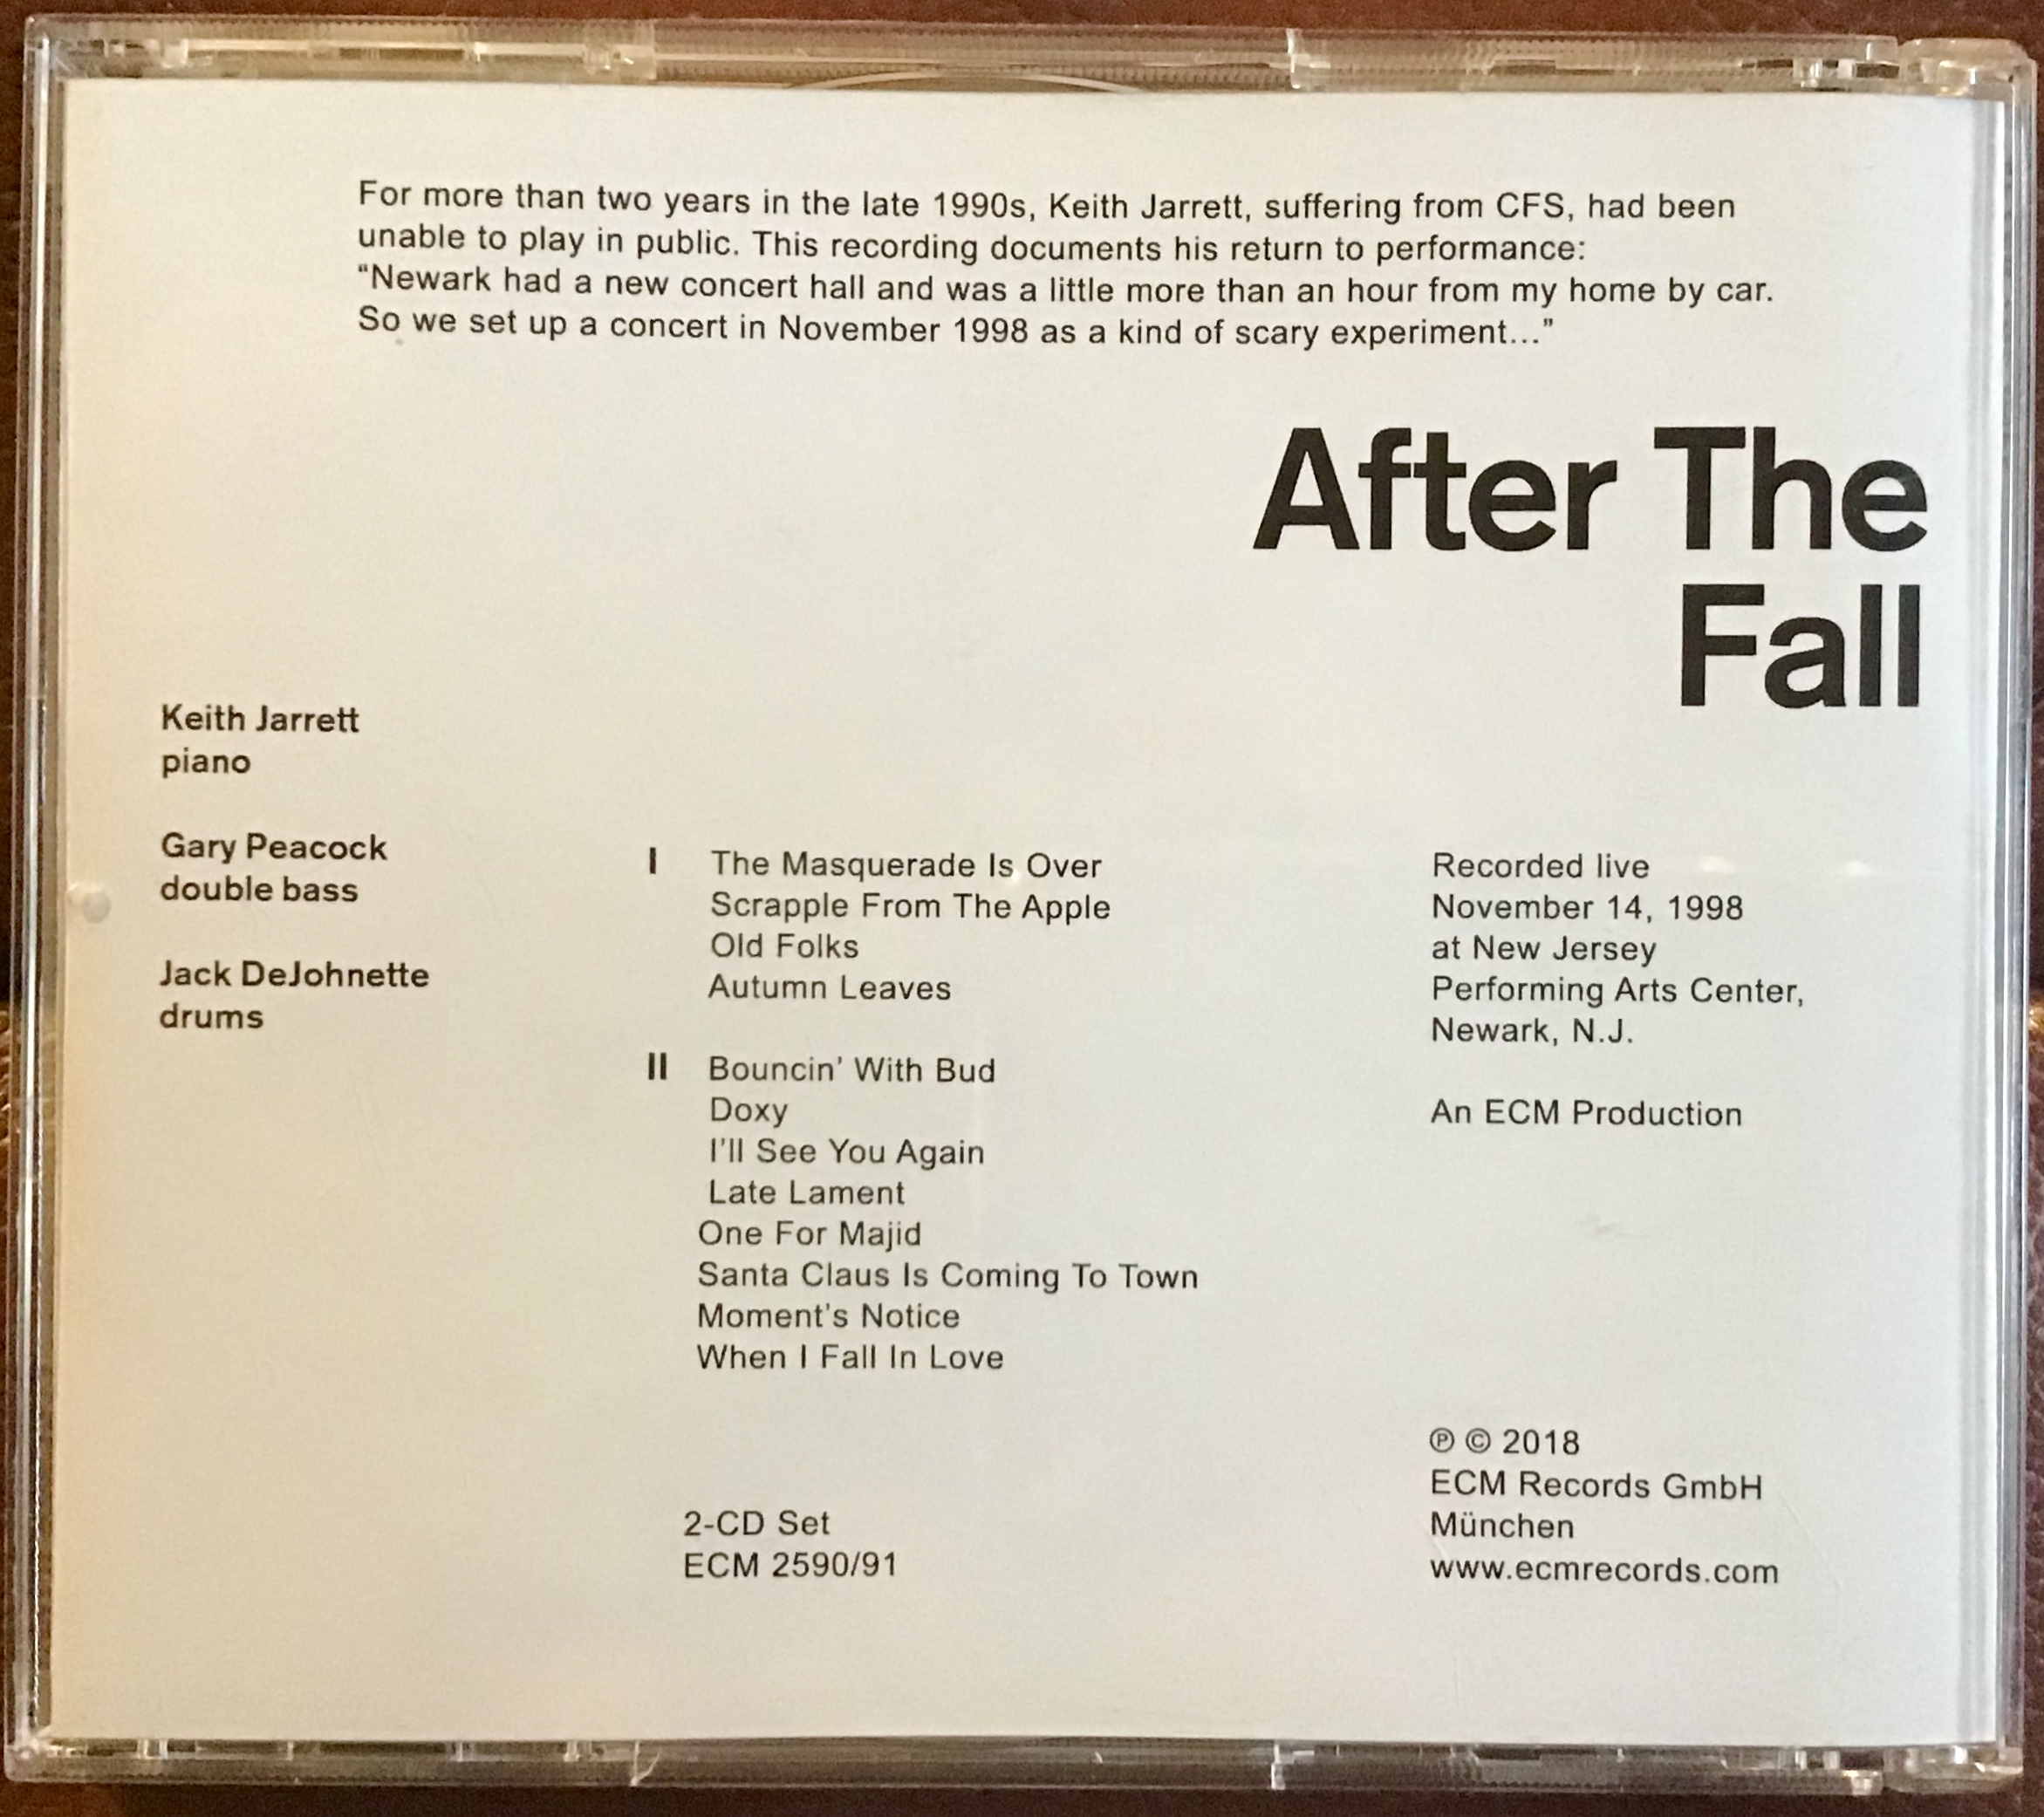 For more than two years in the late 1990s, Keith Jarrett, suffering from CFS, had been
unable to play in public. This recording documents his return to performance:
“Newark had a new concert hall and was a little more than an hour from my home by car.
So we set up a concert in November 1998 as a kind of scary experiment...”
After The
Fall
Keith Jarrett
piano
Gary Peacock
double bass
Jack DeJohnette
drums
I The Masquerade Is Over
Scrapple From The Apple
Old Folks
Autumn Leaves
II Bouncin’ With Bud
Doxy
I’ll See You Again
Late Lament
One For Majid
Santa Claus Is Coming To Town
Moment's Notice
When I Fall In Love
2-CD Set
ECM 2590/91
Recorded live
November 14, 1998
at New Jersey
Performing Arts Center,
Newark, N.J.
An ECM Production
℗ © 2018
ECM Records GmbH
München
www.ecmrecords.com